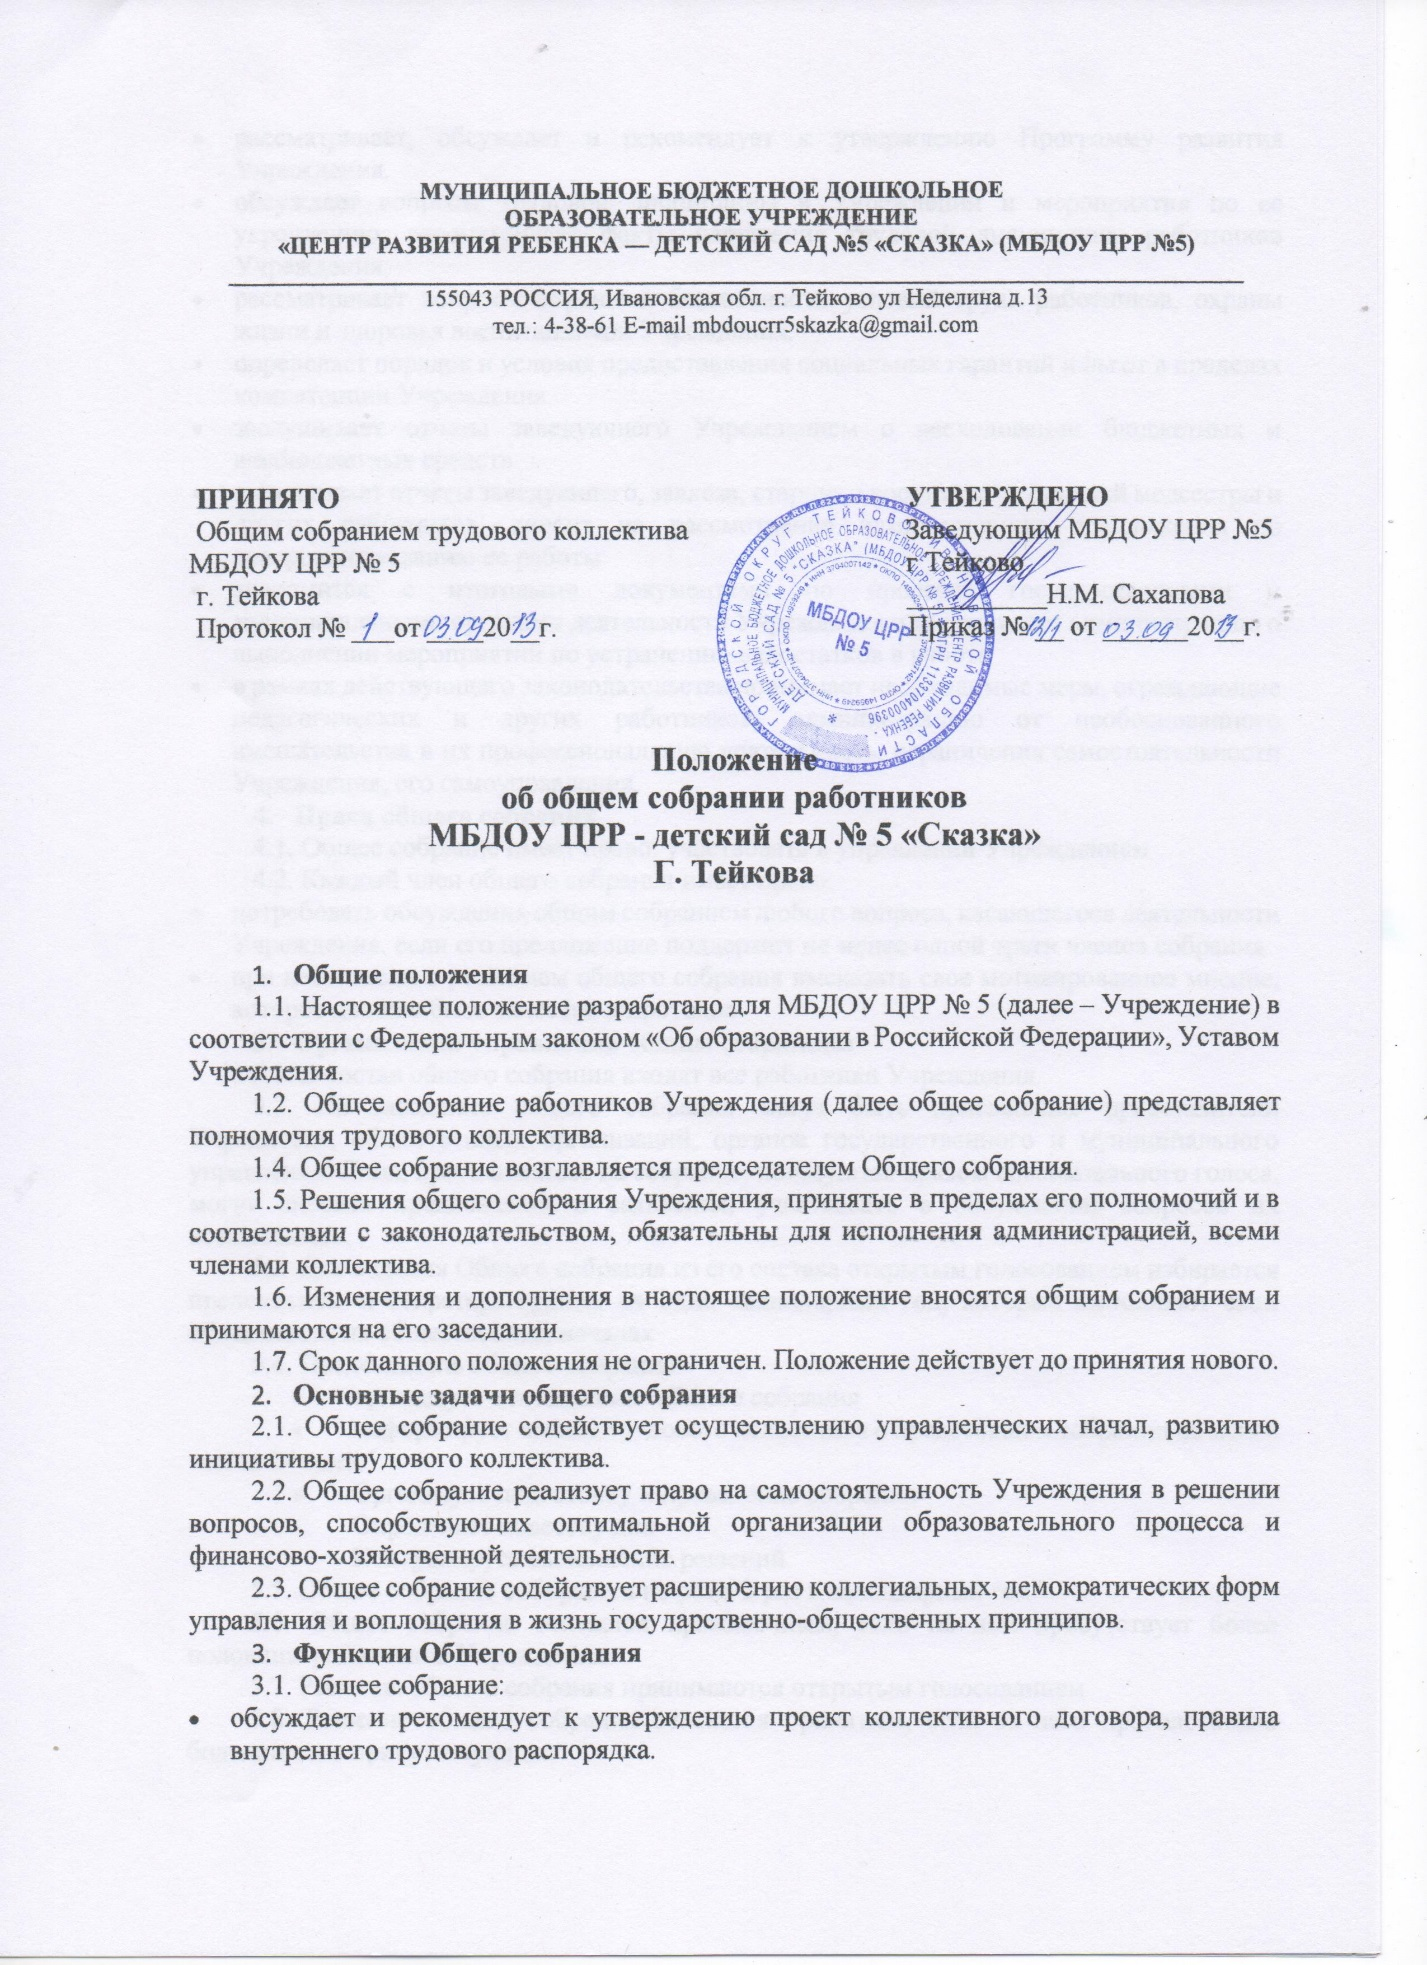 МУНИЦИПАЛЬНОЕ БЮДЖЕТНОЕ ДОШКОЛЬНОЕ
ОБРАЗОВАТЕЛЬНОЕ УЧРЕЖДЕНИЕ
«ЦЕНТР РАЗВИТИЯ РЕБЕНКА — ДЕТСКИЙ САД №5 «СКАЗКА» (МБДОУ ЦРР №5)
155043 РОССИЯ, Ивановская обл. г. Тейково ул Неделина д.13
тел.: 4-38-61 E-mail mbdoucrr5skazka@gmail.com
ПРИНЯТО
Общим собранием трудового коллектива
МБДОУ ЦРР № 5
г. Тейкова
Протокол № 1 от 03.09 2013 г.
УТВЕРЖДЕНО
Заведующим МБДОУ ЦРР №5
г Тейково
Н.М. Сахапова
Приказ № от 03.09 2013 г.
МБДОУ ЦРР
№ 5
Положение
об общем собрании работников
МБДОУ ЦРР - детский сад № 5 «Сказка»
Г. Тейкова
1. Общие положения
1.1. Настоящее положение разработано для МБДОУ ЦРР № 5 (далее – Учреждение) в
соответствии с Федеральным законом «Об образовании в Российской Федерации», Уставом
Учреждения.
1.2. Общее собрание работников Учреждения (далее общее собрание) представляет
полномочия трудового коллектива.
1.4. Общее собрание возглавляется председателем Общего собрания.
1.5. Решения общего собрания Учреждения, принятые в пределах его полномочий и в
соответствии с законодательством, обязательны для исполнения администрацией, всеми
членами коллектива.
1.6. Изменения и дополнения в настоящее положение вносятся общим собранием и
принимаются на его заседании.
1.7. Срок данного положения не ограничен. Положение действует до принятия нового.
2. Основные задачи общего собрания
2.1. Общее собрание содействует осуществлению управленческих начал, развитию
инициативы трудового коллектива.
2.2. Общее собрание реализует право на самостоятельность Учреждения в решении
вопросов, способствующих оптимальной организации образовательного процесса и
финансово-хозяйственной деятельности.
2.3. Общее собрание содействует расширению коллегиальных, демократических форм
управления и воплощения в жизнь государственно-общественных принципов.
3. Функции Общего собрания
3.1. Общее собрание:
• обсуждает и рекомендует к утверждению проект коллективного договора, правила
внутреннего трудового распорядка.